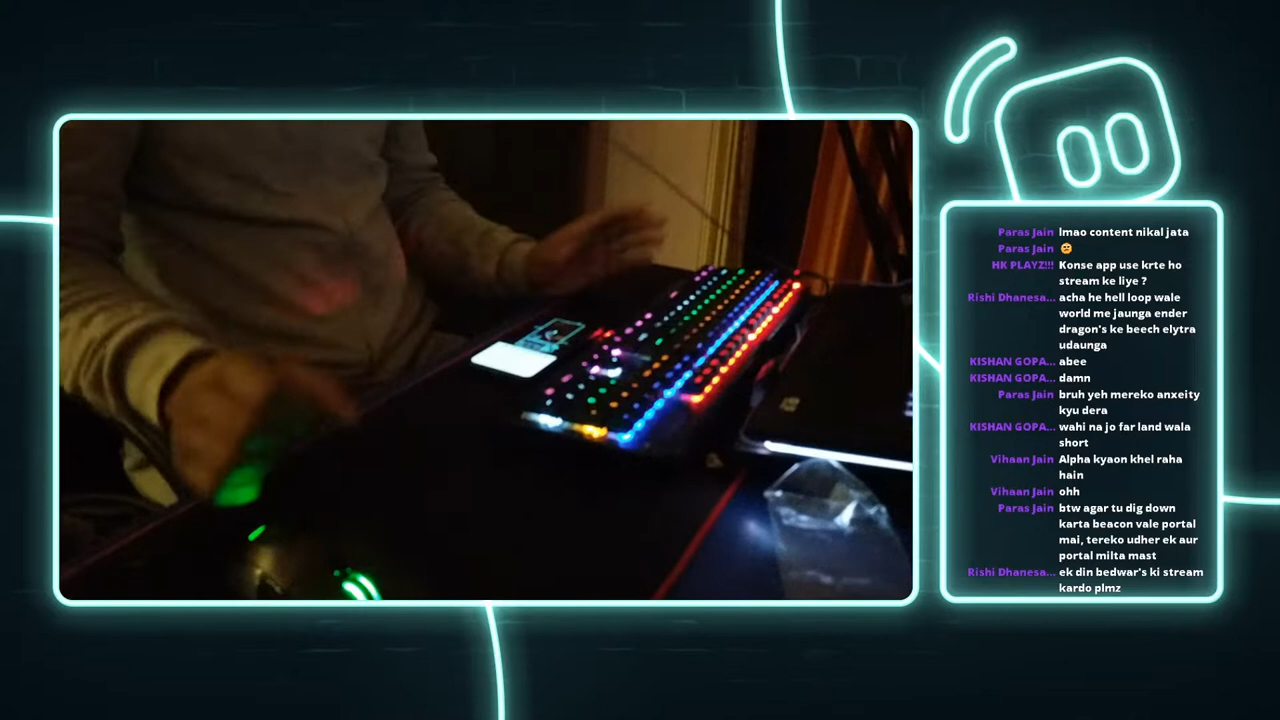 Paras Jain lmao content nikal jata
Paras Jain 🤨
HK PLAYZ!!! Konse app use krte ho
stream ke liye ?
Rishi Dhanesa... acha he hell loop wale
world me jaunga ender
dragon's ke beech elytra
udaunga
KISHAN GOPA... abee
KISHAN GOPA... damn
Paras Jain bruh yeh mereko anxeity
kyu dera
KISHAN GOPA... wahi na jo far land wala
short
Vihaan Jain Alpha kyaon khel raha
hain
Vihaan Jain ohh
Paras Jain btw agar tu dig down
karta beacon vale portal
mai, tereko udher ek aur
portal milta mast
Rishi Dhanesa... ek din bedwar's ki stream
kardo plmz